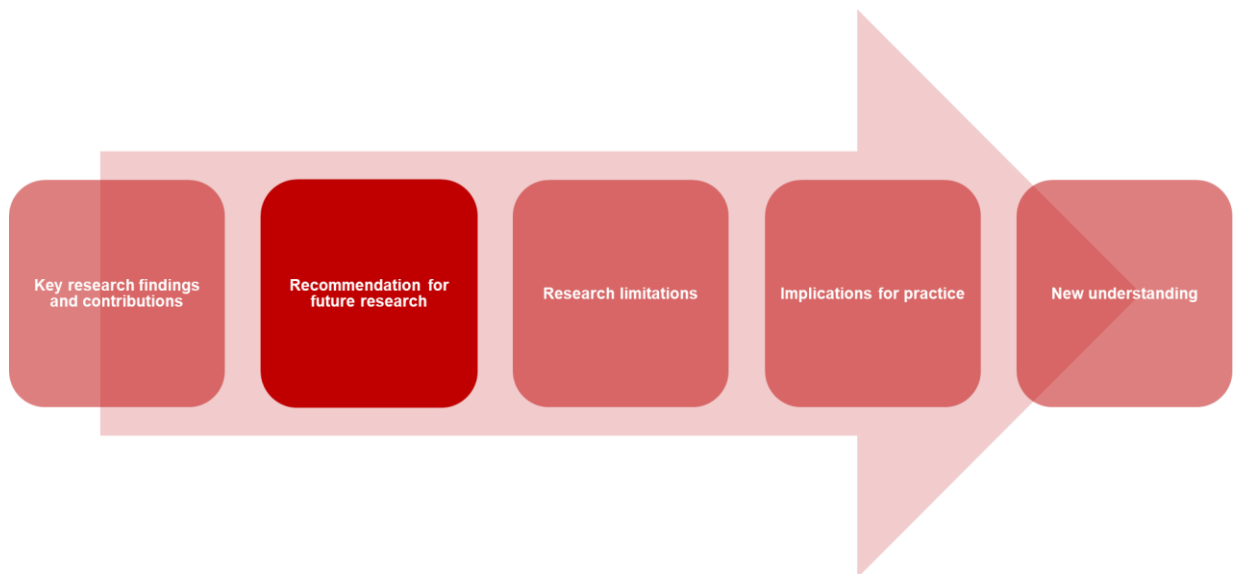 Key research findings
and contributions
Recommendation for
future research
Research limitations
Implications for practice
New understanding